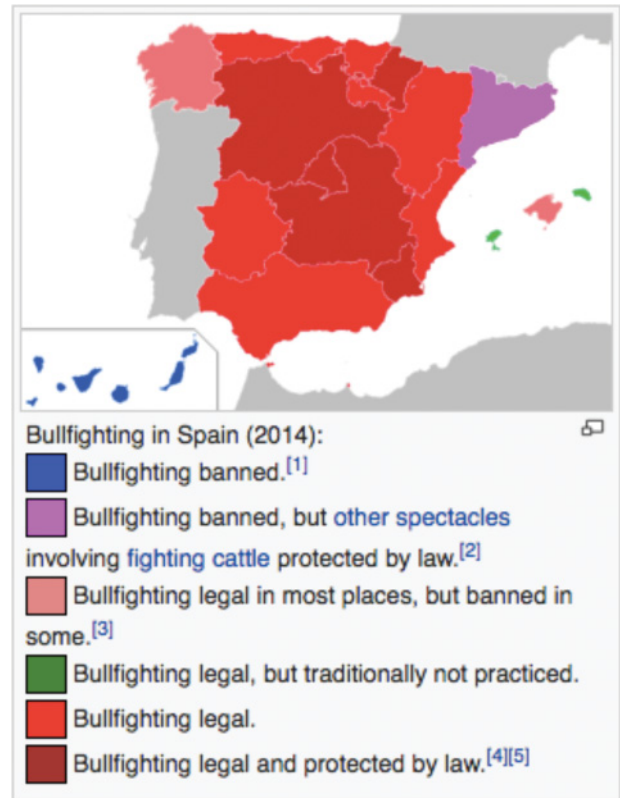 Bullfighting in Spain (2014):
Bullfighting banned.[1]
Bullfighting banned, but other spectacles
involving fighting cattle protected by law.[2]
Bullfighting legal in most places, but banned in
some.[3]
Bullfighting legal, but traditionally not practiced.
Bullfighting legal.
Bullfighting legal and protected by law.[4][5]